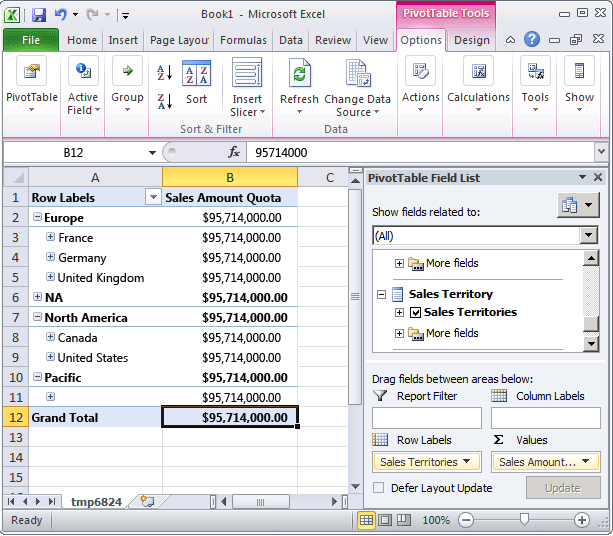 Book1 - Microsoft Excel
PivotTable Tools
File Home Insert Page Layout Formulas Data Review View Options Design
PivotTable
Active Field
Group
Sort
Insert Slicer
Refresh
Change Data Source
Actions
Calculations
Tools
Show
Sort & Filter
Data
B12 fx 95714000
A B C
1 Row Labels Sales Amount Quota
2 Europe $95,714,000.00
3 France $95,714,000.00
4 Germany $95,714,000.00
5 United Kingdom $95,714,000.00
6 NA $95,714,000.00
7 North America $95,714,000.00
8 Canada $95,714,000.00
9 United States $95,714,000.00
10 Pacific $95,714,000.00
11 $95,714,000.00
12 Grand Total $95,714,000.00
13
14
15
PivotTable Field List
Show fields related to:
(All)
More fields
Sales Territory
Sales Territories
More fields
Drag fields between areas below:
Report Filter
Column Labels
Row Labels
Σ Values
Sales Territories
Sales Amount...
Defer Layout Update
Update
tmp6824
Ready
100%